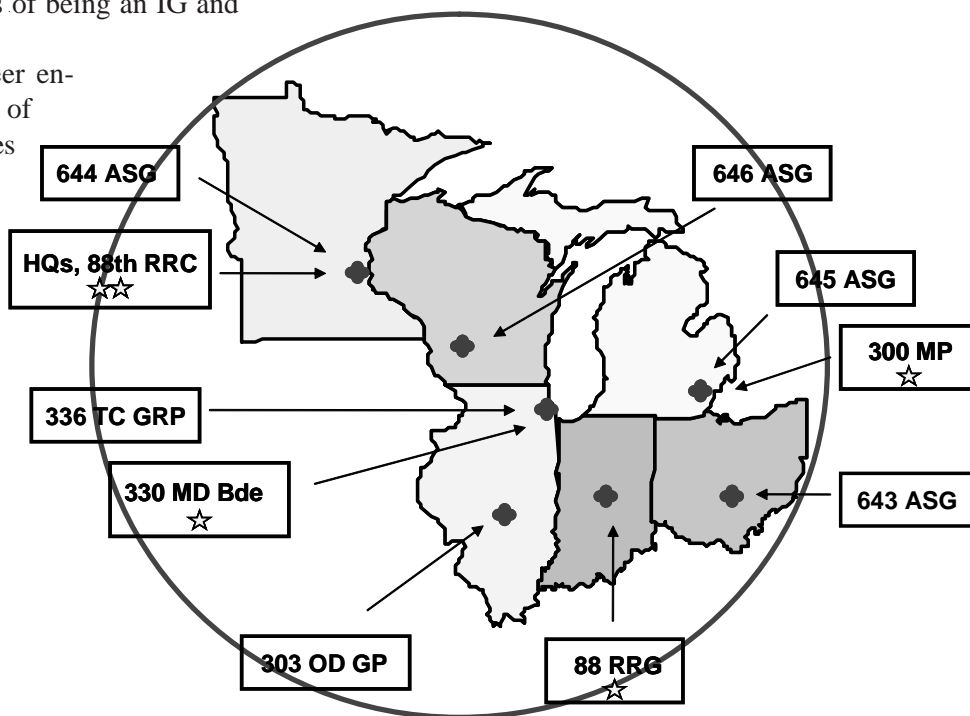 s of being an IG and
er en-
of
es
644 ASG
646 ASG
HQs, 88th RRC
645 ASG
300 MP
336 TC GRP
330 MD Bde
643 ASG
303 OD GP
88 RRG